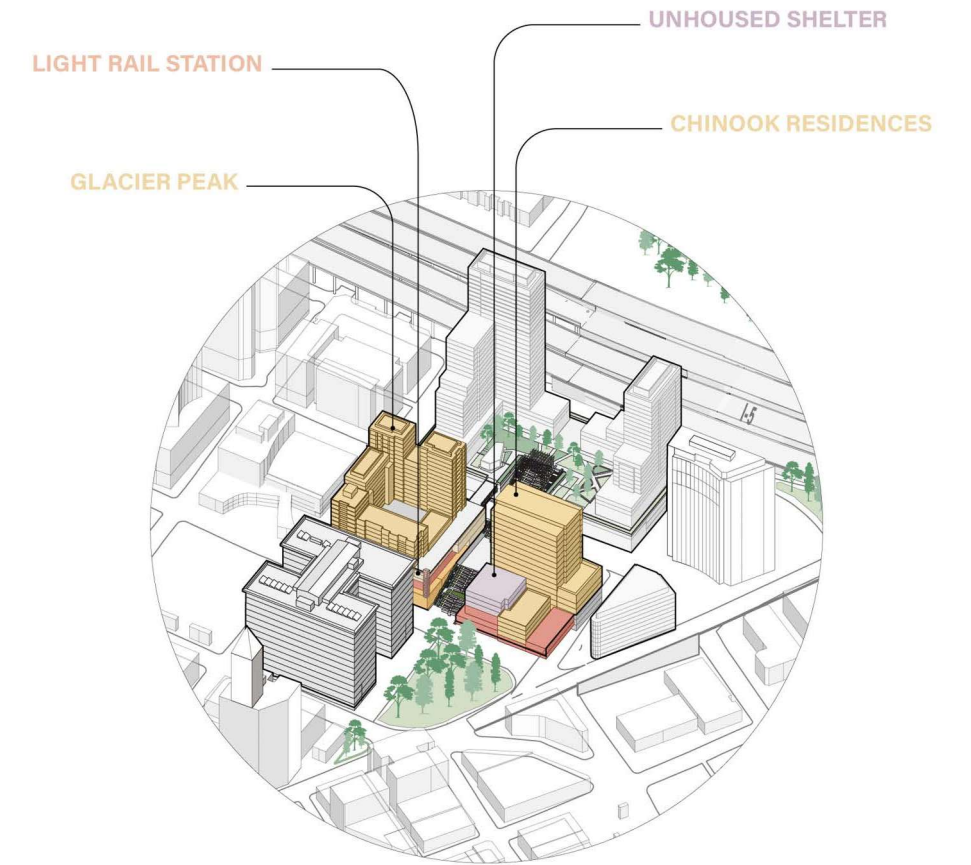 UNHOUSED SHELTER
LIGHT RAIL STATION
CHINOOK RESIDENCES
GLACIER PEAK
I-5